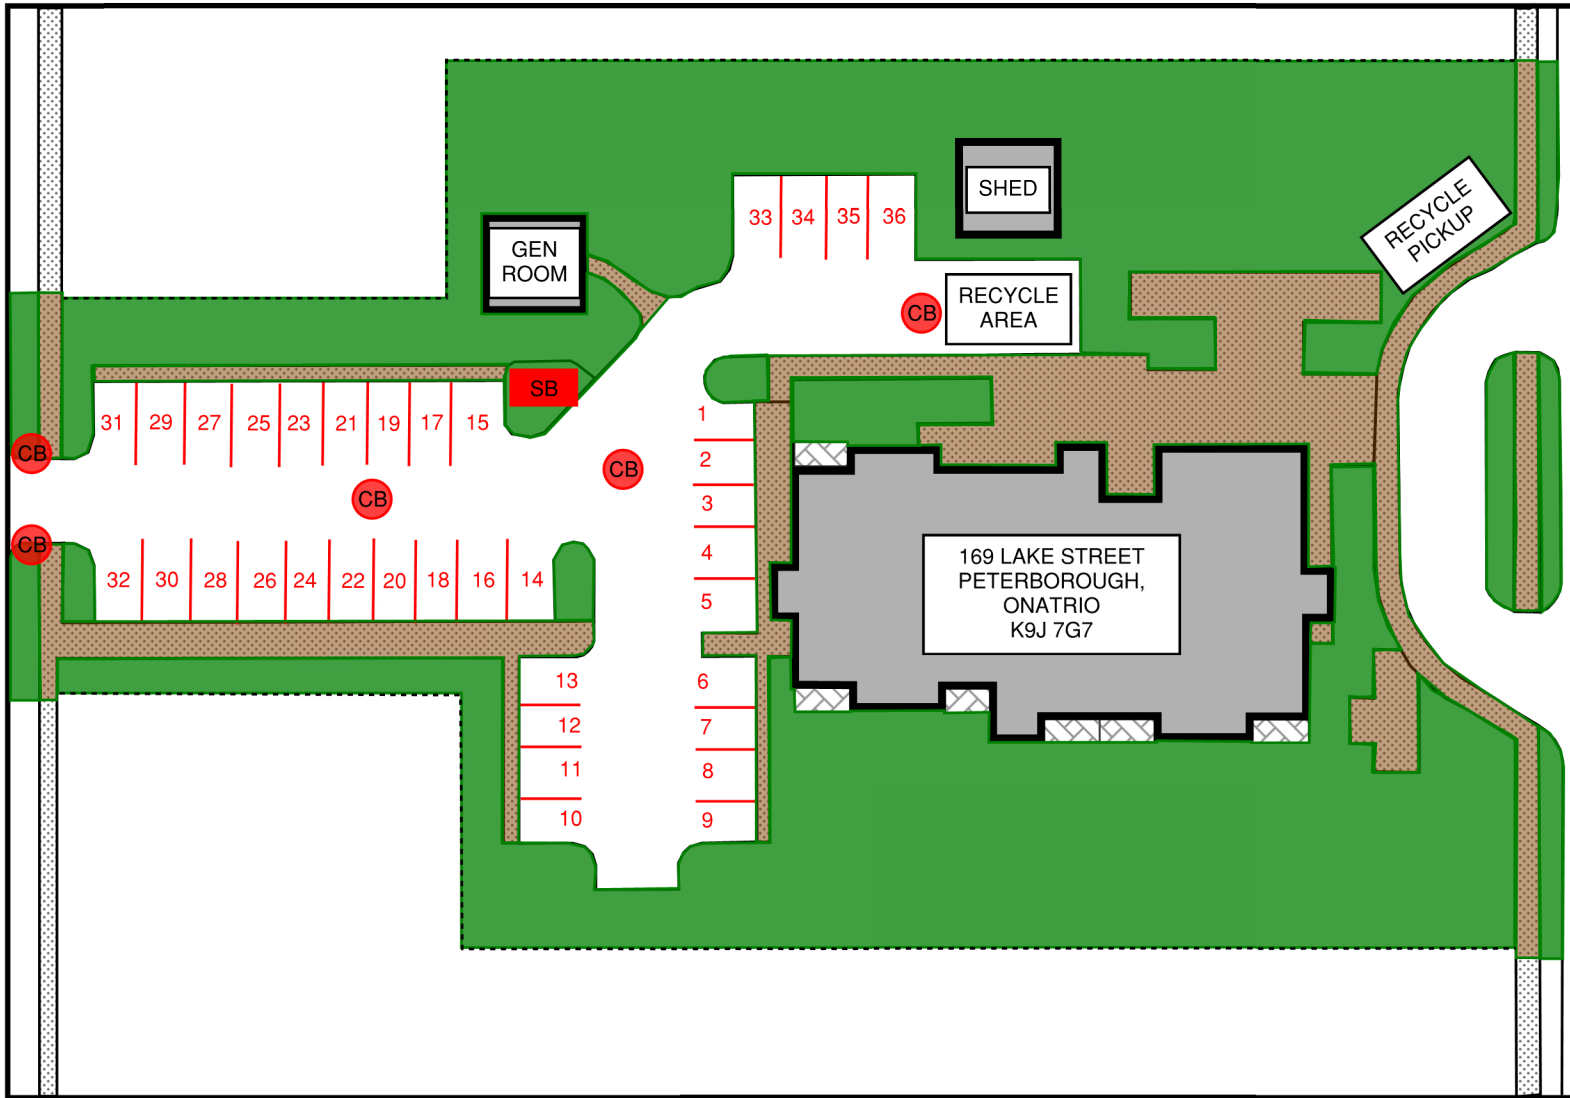 SHED
RECYCLE
PICKUP
33 34 35 36
GEN
ROOM
RECYCLE
AREA
CB
SB
31 29 27 25 23 21 19 17 15
1
2
3
4
5
CB
CB
CB
CB
169 LAKE STREET
PETERBOROUGH,
ONATRIO
K9J 7G7
32 30 28 26 24 22 20 18 16 14
13
12
11
10
6
7
8
9